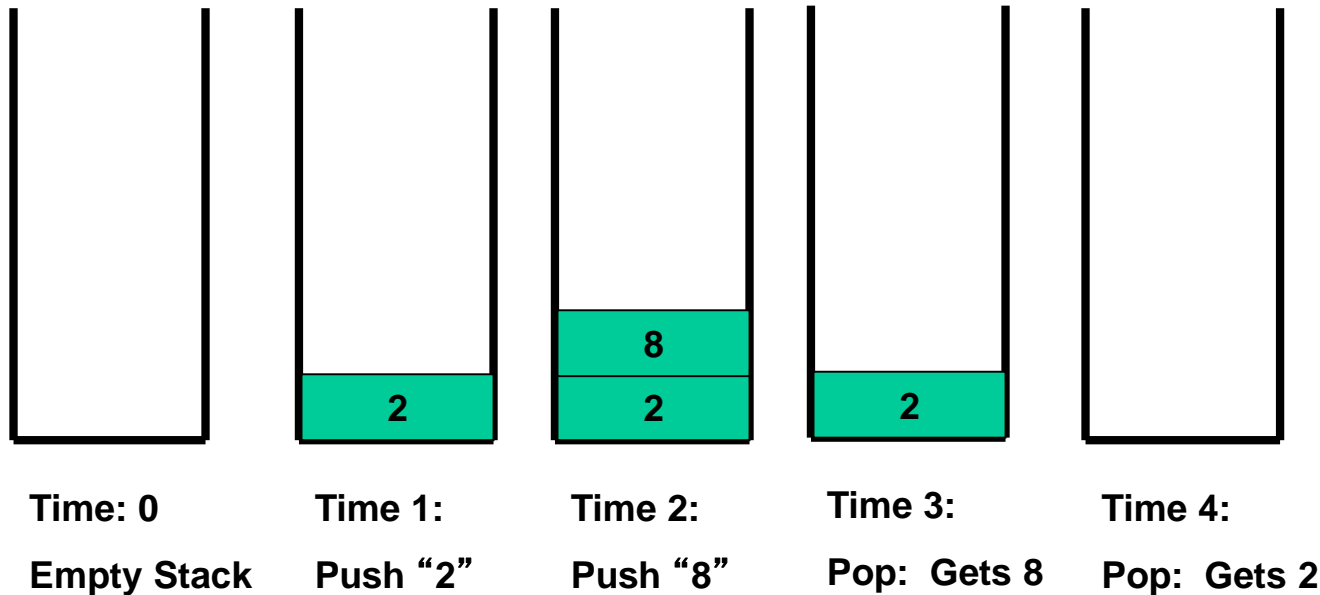 8
2
2
2
Time: 0
Empty Stack
Time 1:
Push “2”
Time 2:
Push “8”
Time 3:
Pop: Gets 8
Time 4:
Pop: Gets 2